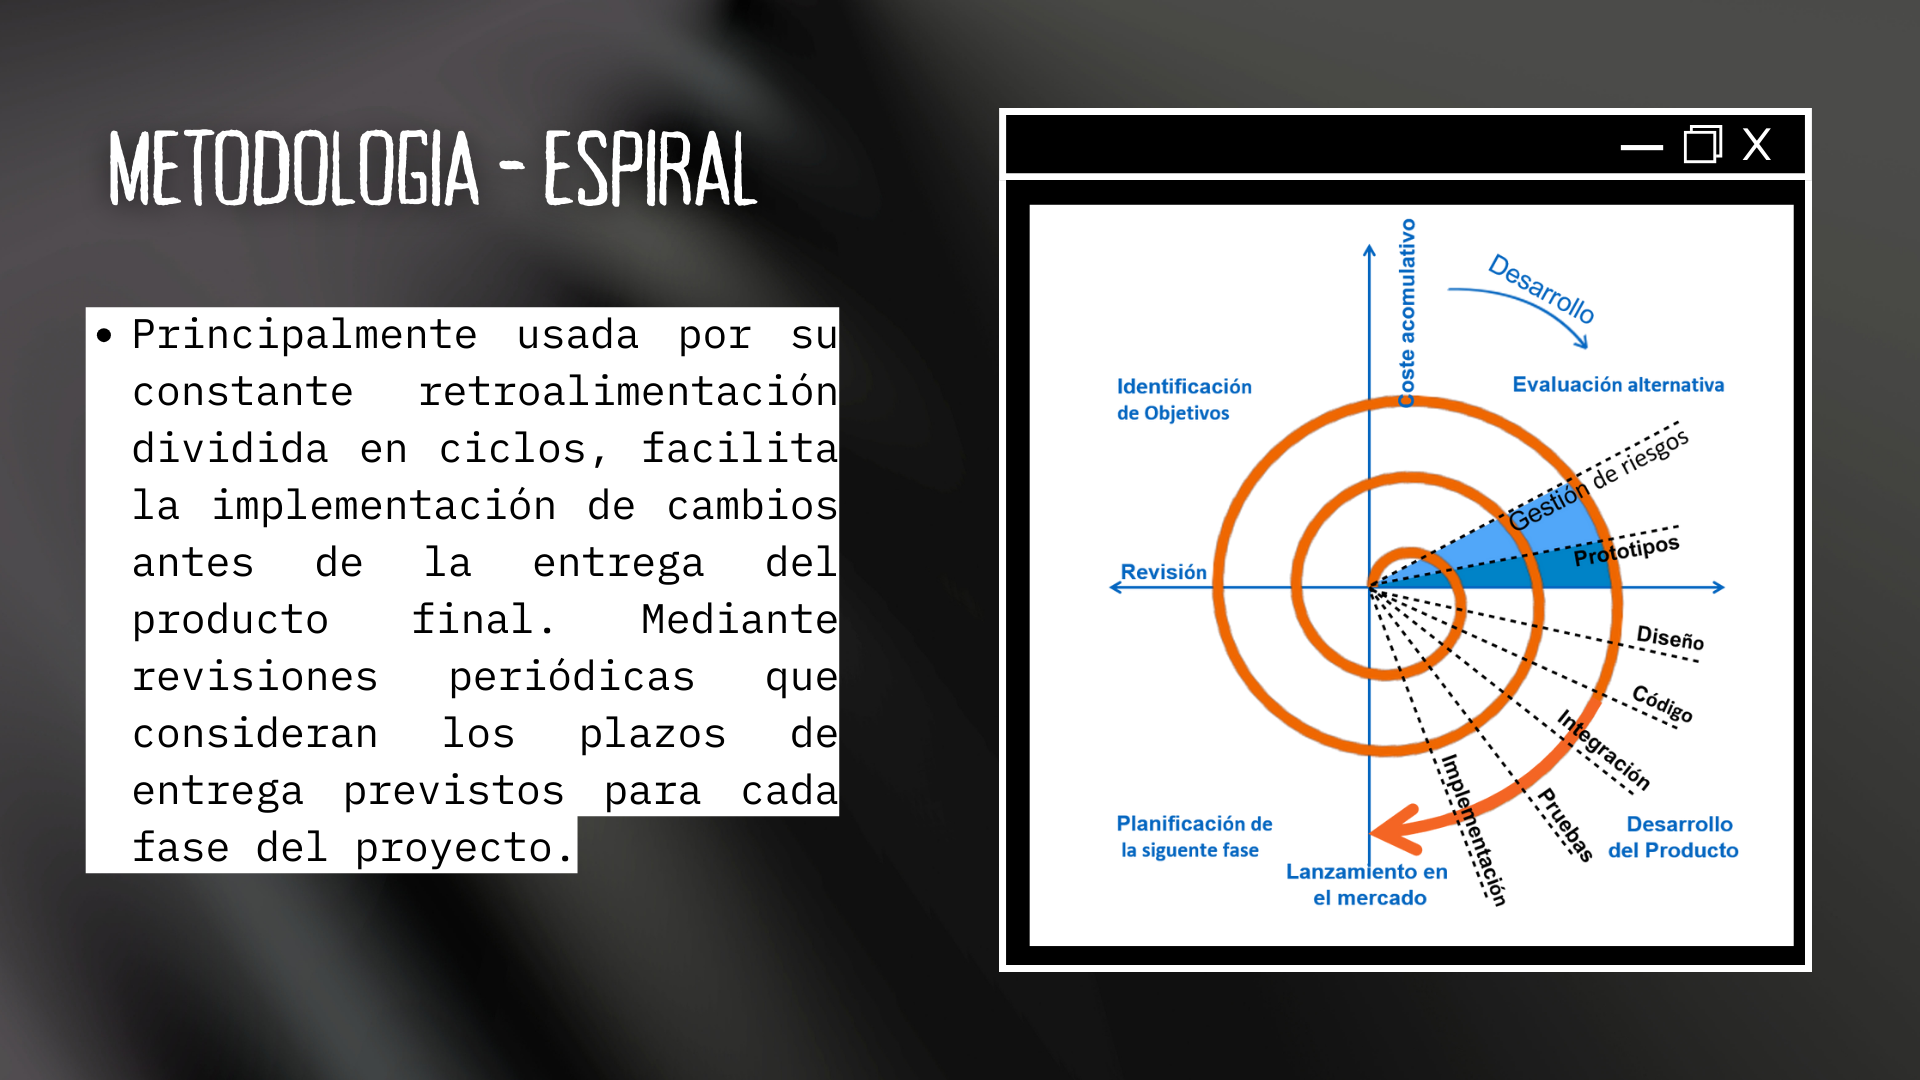 METODOLOGIA - ESPIRAL
• Principalmente usada por su
constante retroalimentación
dividida en ciclos, facilita
la implementación de cambios
antes de la entrega del
producto final. Mediante
revisiones periódicas que
consideran los plazos de
entrega previstos para cada
fase del proyecto.
X
Coste acomulativo
Desarrollo
Identificación
de Objetivos
Evaluación alternativa
Gestión de riesgos
Prototipos
Revisión
Diseño
Código
Integración
Pruebas
Implementación
Planificación de
la siguente fase
Desarrollo
del Producto
Lanzamiento en
el mercado